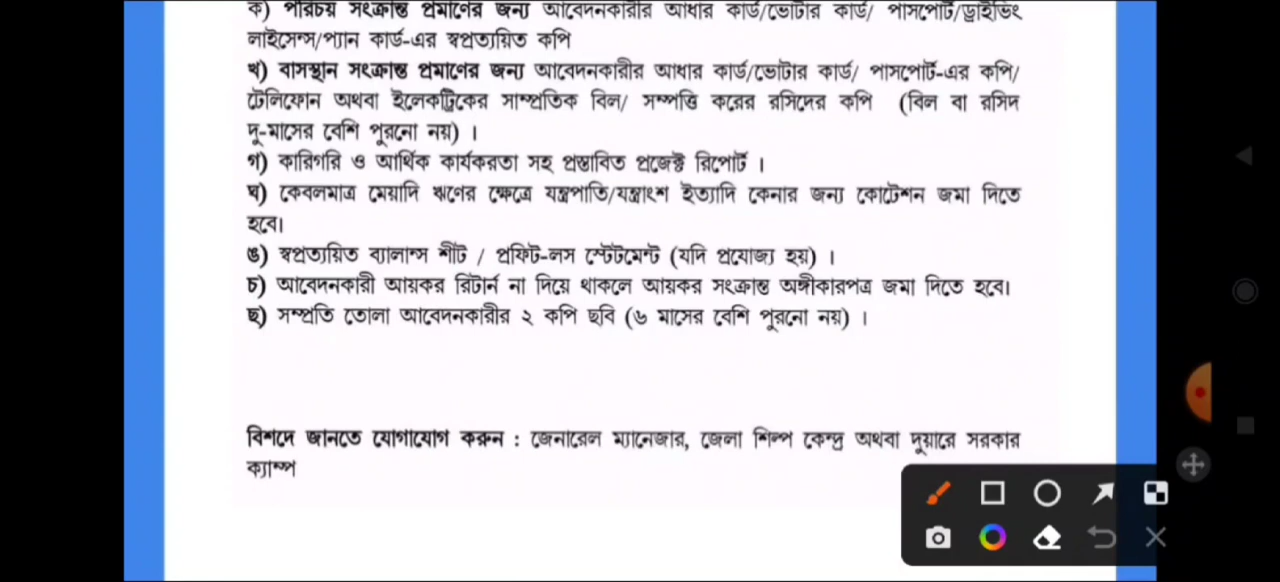 ক) পরিচয় সংক্রান্ত প্রমাণের জন্য আবেদনকারীর আধার কার্ড/ভোটার কার্ড/ পাসপোর্ট/ড্রাইভিং
লাইসেন্স/প্যান কার্ড-এর স্বপ্রত্যয়িত কপি
খ) বাসস্থান সংক্রান্ত প্রমাণের জন্য আবেদনকারীর আধার কার্ড/ভোটার কার্ড/ পাসপোর্ট-এর কপি/
টেলিফোন অথবা ইলেকট্রিকের সাম্প্রতিক বিল/ সম্পত্তি করের রসিদের কপি (বিল বা রসিদ
দু-মাসের বেশি পুরনো নয়) ।
গ) কারিগরি ও আর্থিক কার্যকরতা সহ প্রস্তাবিত প্রজেক্ট রিপোর্ট ।
ঘ) কেবলমাত্র মেয়াদি ঋণের ক্ষেত্রে যন্ত্রপাতি/যন্ত্রাংশ ইত্যাদি কেনার জন্য কোটেশন জমা দিতে
হবে।
ঙ) স্বপ্রত্যয়িত ব্যালান্স শীট / প্রফিট-লস স্টেটমেন্ট (যদি প্রযোজ্য হয়) ।
চ) আবেদনকারী আয়কর রিটার্ন না দিয়ে থাকলে আয়কর সংক্রান্ত অঙ্গীকারপত্র জমা দিতে হবে।
ছ) সম্প্রতি তোলা আবেদনকারীর ২ কপি ছবি (৬ মাসের বেশি পুরনো নয়) ।
বিশদে জানতে যোগাযোগ করুন : জেনারেল ম্যানেজার, জেলা শিল্প কেন্দ্র অথবা দুয়ারে সরকার
ক্যাম্প